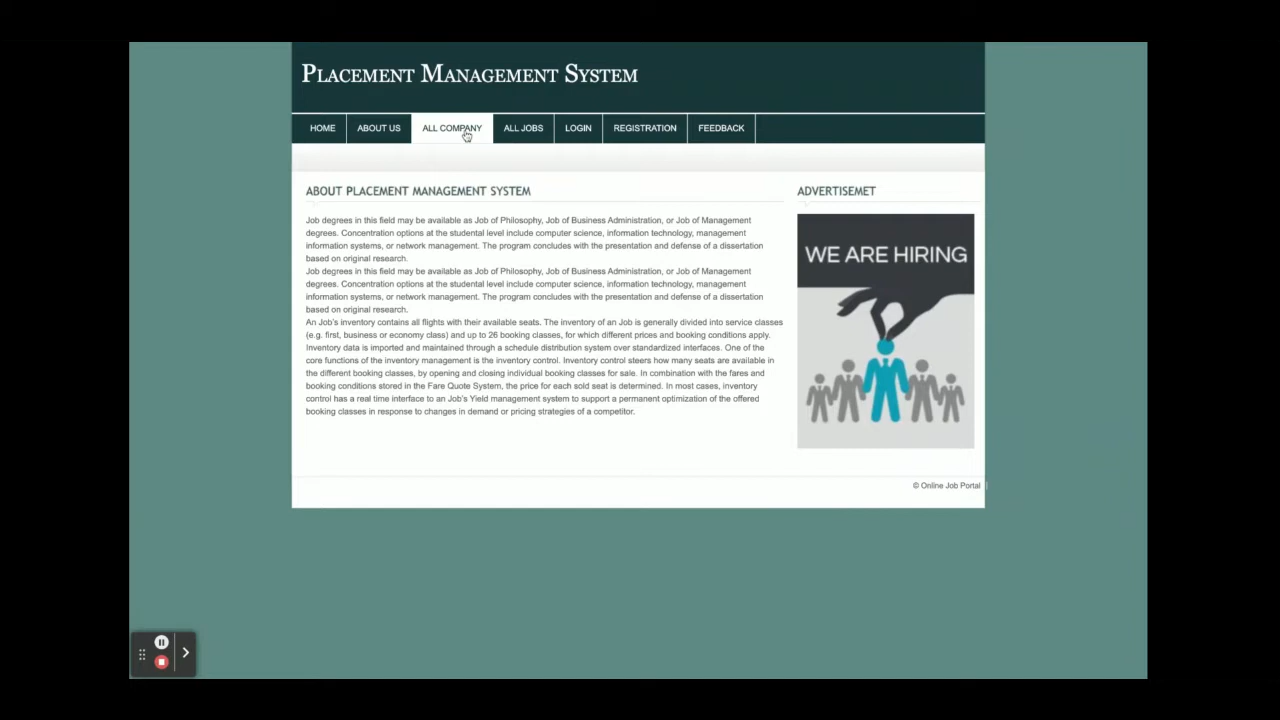 Placement Management System
HOME
ABOUT US
ALL COMPANY
ALL JOBS
LOGIN
REGISTRATION
FEEDBACK
ABOUT PLACEMENT MANAGEMENT SYSTEM
Job degrees in this field may be available as Job of Philosophy, Job of Business Administration, or Job of Management
degrees. Concentration options at the studental level include computer science, information technology, management
information systems, or network management. The program concludes with the presentation and defense of a dissertation
based on original research.
Job degrees in this field may be available as Job of Philosophy, Job of Business Administration, or Job of Management
degrees. Concentration options at the studental level include computer science, information technology, management
information systems, or network management. The program concludes with the presentation and defense of a dissertation
based on original research.
An Job's inventory contains all flights with their available seats. The inventory of an Job is generally divided into service classes
(e.g. first, business or economy class) and up to 26 booking classes, for which different prices and booking conditions apply.
Inventory data is imported and maintained through a schedule distribution system over standardized interfaces. One of the
core functions of the inventory management is the inventory control. Inventory control steers how many seats are available in
the different booking classes, by opening and closing individual booking classes for sale. In combination with the fares and
booking conditions stored in the Fare Quote System, the price for each sold seat is determined. In most cases, inventory
control has a real time interface to an Job's Yield management system to support a permanent optimization of the offered
booking classes in response to changes in demand or pricing strategies of a competitor.
ADVERTISEMET
WE ARE HIRING
© Online Job Portal